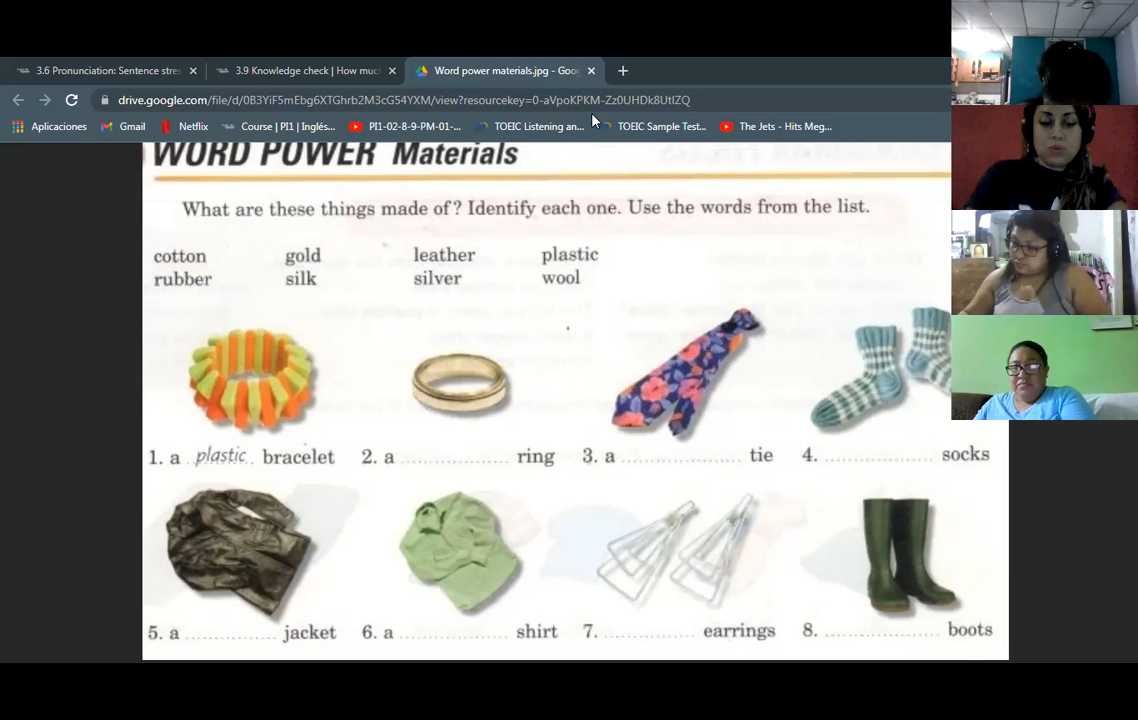 3.6 Pronunciation: Sentence stres
3.9 Knowledge check | How much
Word power materials.jpg - Goog
drive.google.com/file/d/0B3YiF5mEbg6XTGhrb2M3cG54YXM/view?resourcekey=0-aVpoKPKM-Zz0UHDk8UtIZQ
Aplicaciones Gmail Netflix Course | PI1 | Inglés... PI1-02-8-9-PM-01-... TOEIC Listening an... TOEIC Sample Test... The Jets - Hits Meg...
WORD POWER Materials
What are these things made of? Identify each one. Use the words from the list.
cotton gold leather plastic
rubber silk silver wool
1. a plastic bracelet 2. a ............ ring 3. a ............ tie 4. ............ socks
5. a ............ jacket 6. a ............ shirt 7. ............ earrings 8. ............ boots